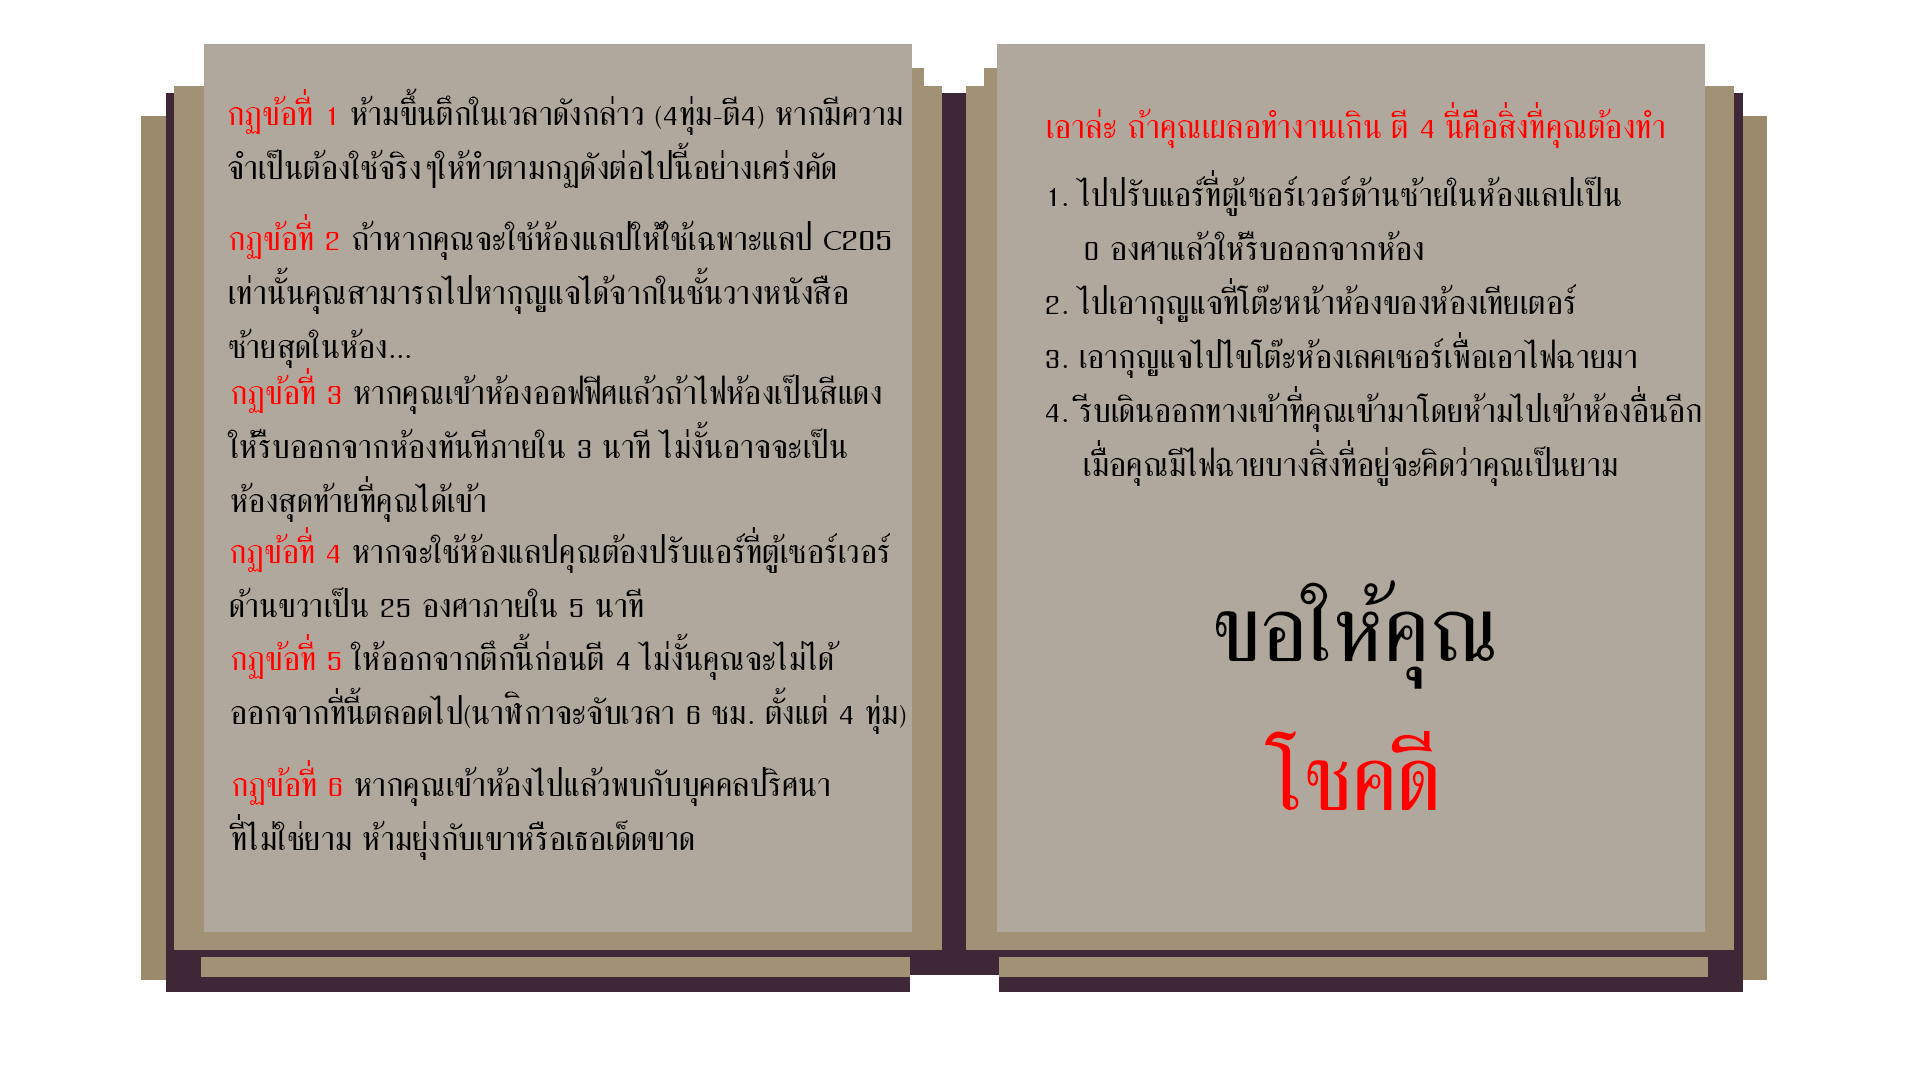 กฏข้อที่ 1 ห้ามขึ้นตึกในเวลาดังกล่าว (4ทุ่ม-ตี4) หากมีความ
จำเป็นต้องใช้จริงๆให้ทำตามกฏดังต่อไปนี้อย่างเคร่งคัด
กฏข้อที่ 2 ถ้าหากคุณจะใช้ห้องแลปให้ใช้เฉพาะแลป C205
เท่านั้นคุณสามารถไปหากุญแจได้จากในชั้นวางหนังสือ
ซ้ายสุดในห้อง...
กฏข้อที่ 3 หากคุณเข้าห้องออฟฟิศแล้วถ้าไฟห้องเป็นสีแดง
ให้รีบออกจากห้องทันทีภายใน 3 นาที ไม่งั้นอาจจะเป็น
ห้องสุดท้ายที่คุณได้เข้า
กฏข้อที่ 4 หากจะใช้ห้องแลปคุณต้องปรับแอร์ที่ตู้เซอร์เวอร์
ด้านขวาเป็น 25 องศาภายใน 5 นาที
กฏข้อที่ 5 ให้ออกจากตึกนี้ก่อนตี 4 ไม่งั้นคุณจะไม่ได้
ออกจากที่นี้ตลอดไป(นาฬิกาจะจับเวลา 6 ชม. ตั้งแต่ 4 ทุ่ม)
กฏข้อที่ 6 หากคุณเข้าห้องไปแล้วพบกับบุคคลปริศนา
ที่ไม่ใช่ยาม ห้ามยุ่งกับเขาหรือเธอเด็ดขาด
เอาล่ะ ถ้าคุณเผลอทำงานเกิน ตี 4 นี่คือสิ่งที่คุณต้องทำ
1. ไปปรับแอร์ที่ตู้เซอร์เวอร์ด้านซ้ายในห้องแลปเป็น
0 องศาแล้วให้รีบออกจากห้อง
2. ไปเอากุญแจที่โต๊ะหน้าห้องของห้องเทียเตอร์
3. เอากุญแจไปไขโต๊ะห้องเลคเชอร์เพื่อเอาไฟฉายมา
4. รีบเดินออกทางเข้าที่คุณเข้ามาโดยห้ามไปเข้าห้องอื่นอีก
เมื่อคุณมีไฟฉายบางสิ่งที่อยู่จะคิดว่าคุณเป็นยาม
ขอให้คุณ
โชคดี